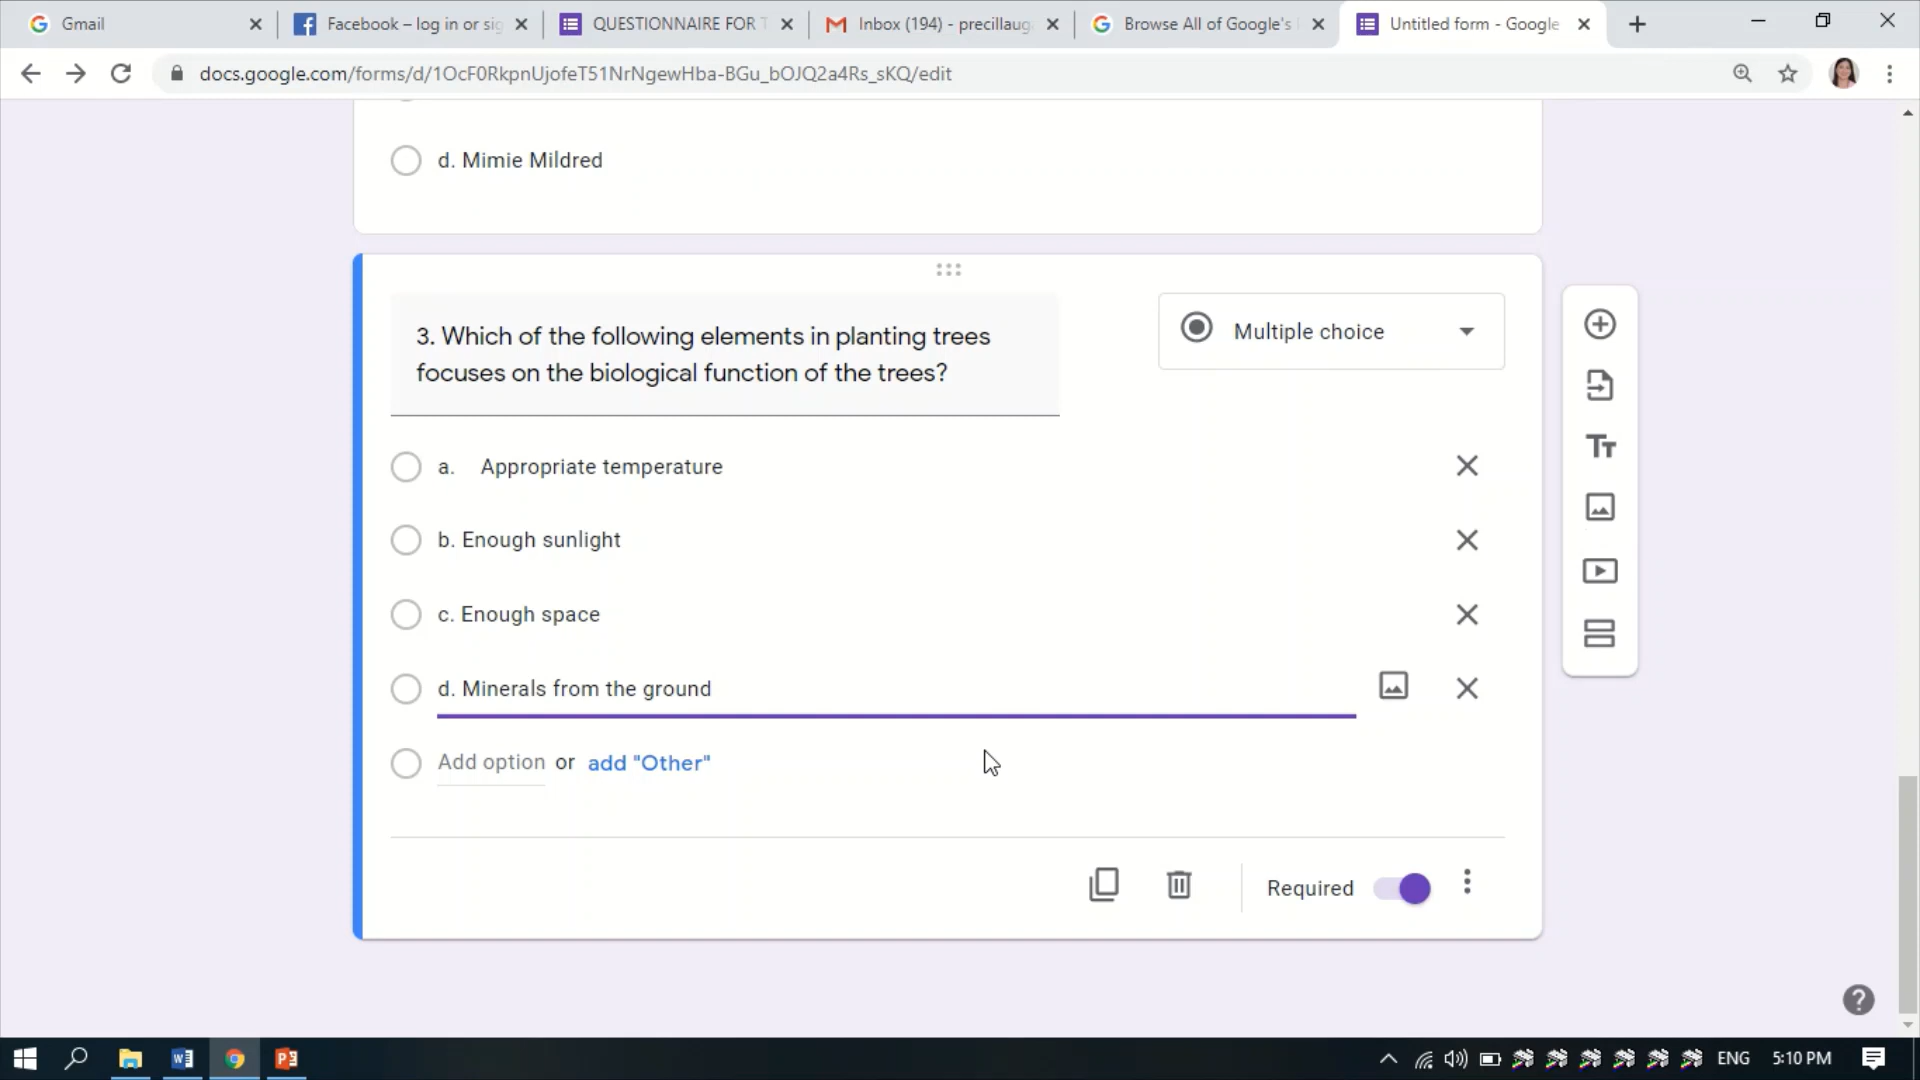 Gmail
Facebook – log in or sig
QUESTIONNAIRE FOR T
Inbox (194) - precillauga
Browse All of Google's
Untitled form - Google
docs.google.com/forms/d/1OcF0RkpnUjofeT51NrNgewHba-BGu_bOJQ2a4Rs_sKQ/edit
d. Mimie Mildred
3. Which of the following elements in planting trees
focuses on the biological function of the trees?
Multiple choice
a. Appropriate temperature
b. Enough sunlight
c. Enough space
d. Minerals from the ground
Add option or add "Other"
Required
ENG 5:10 PM